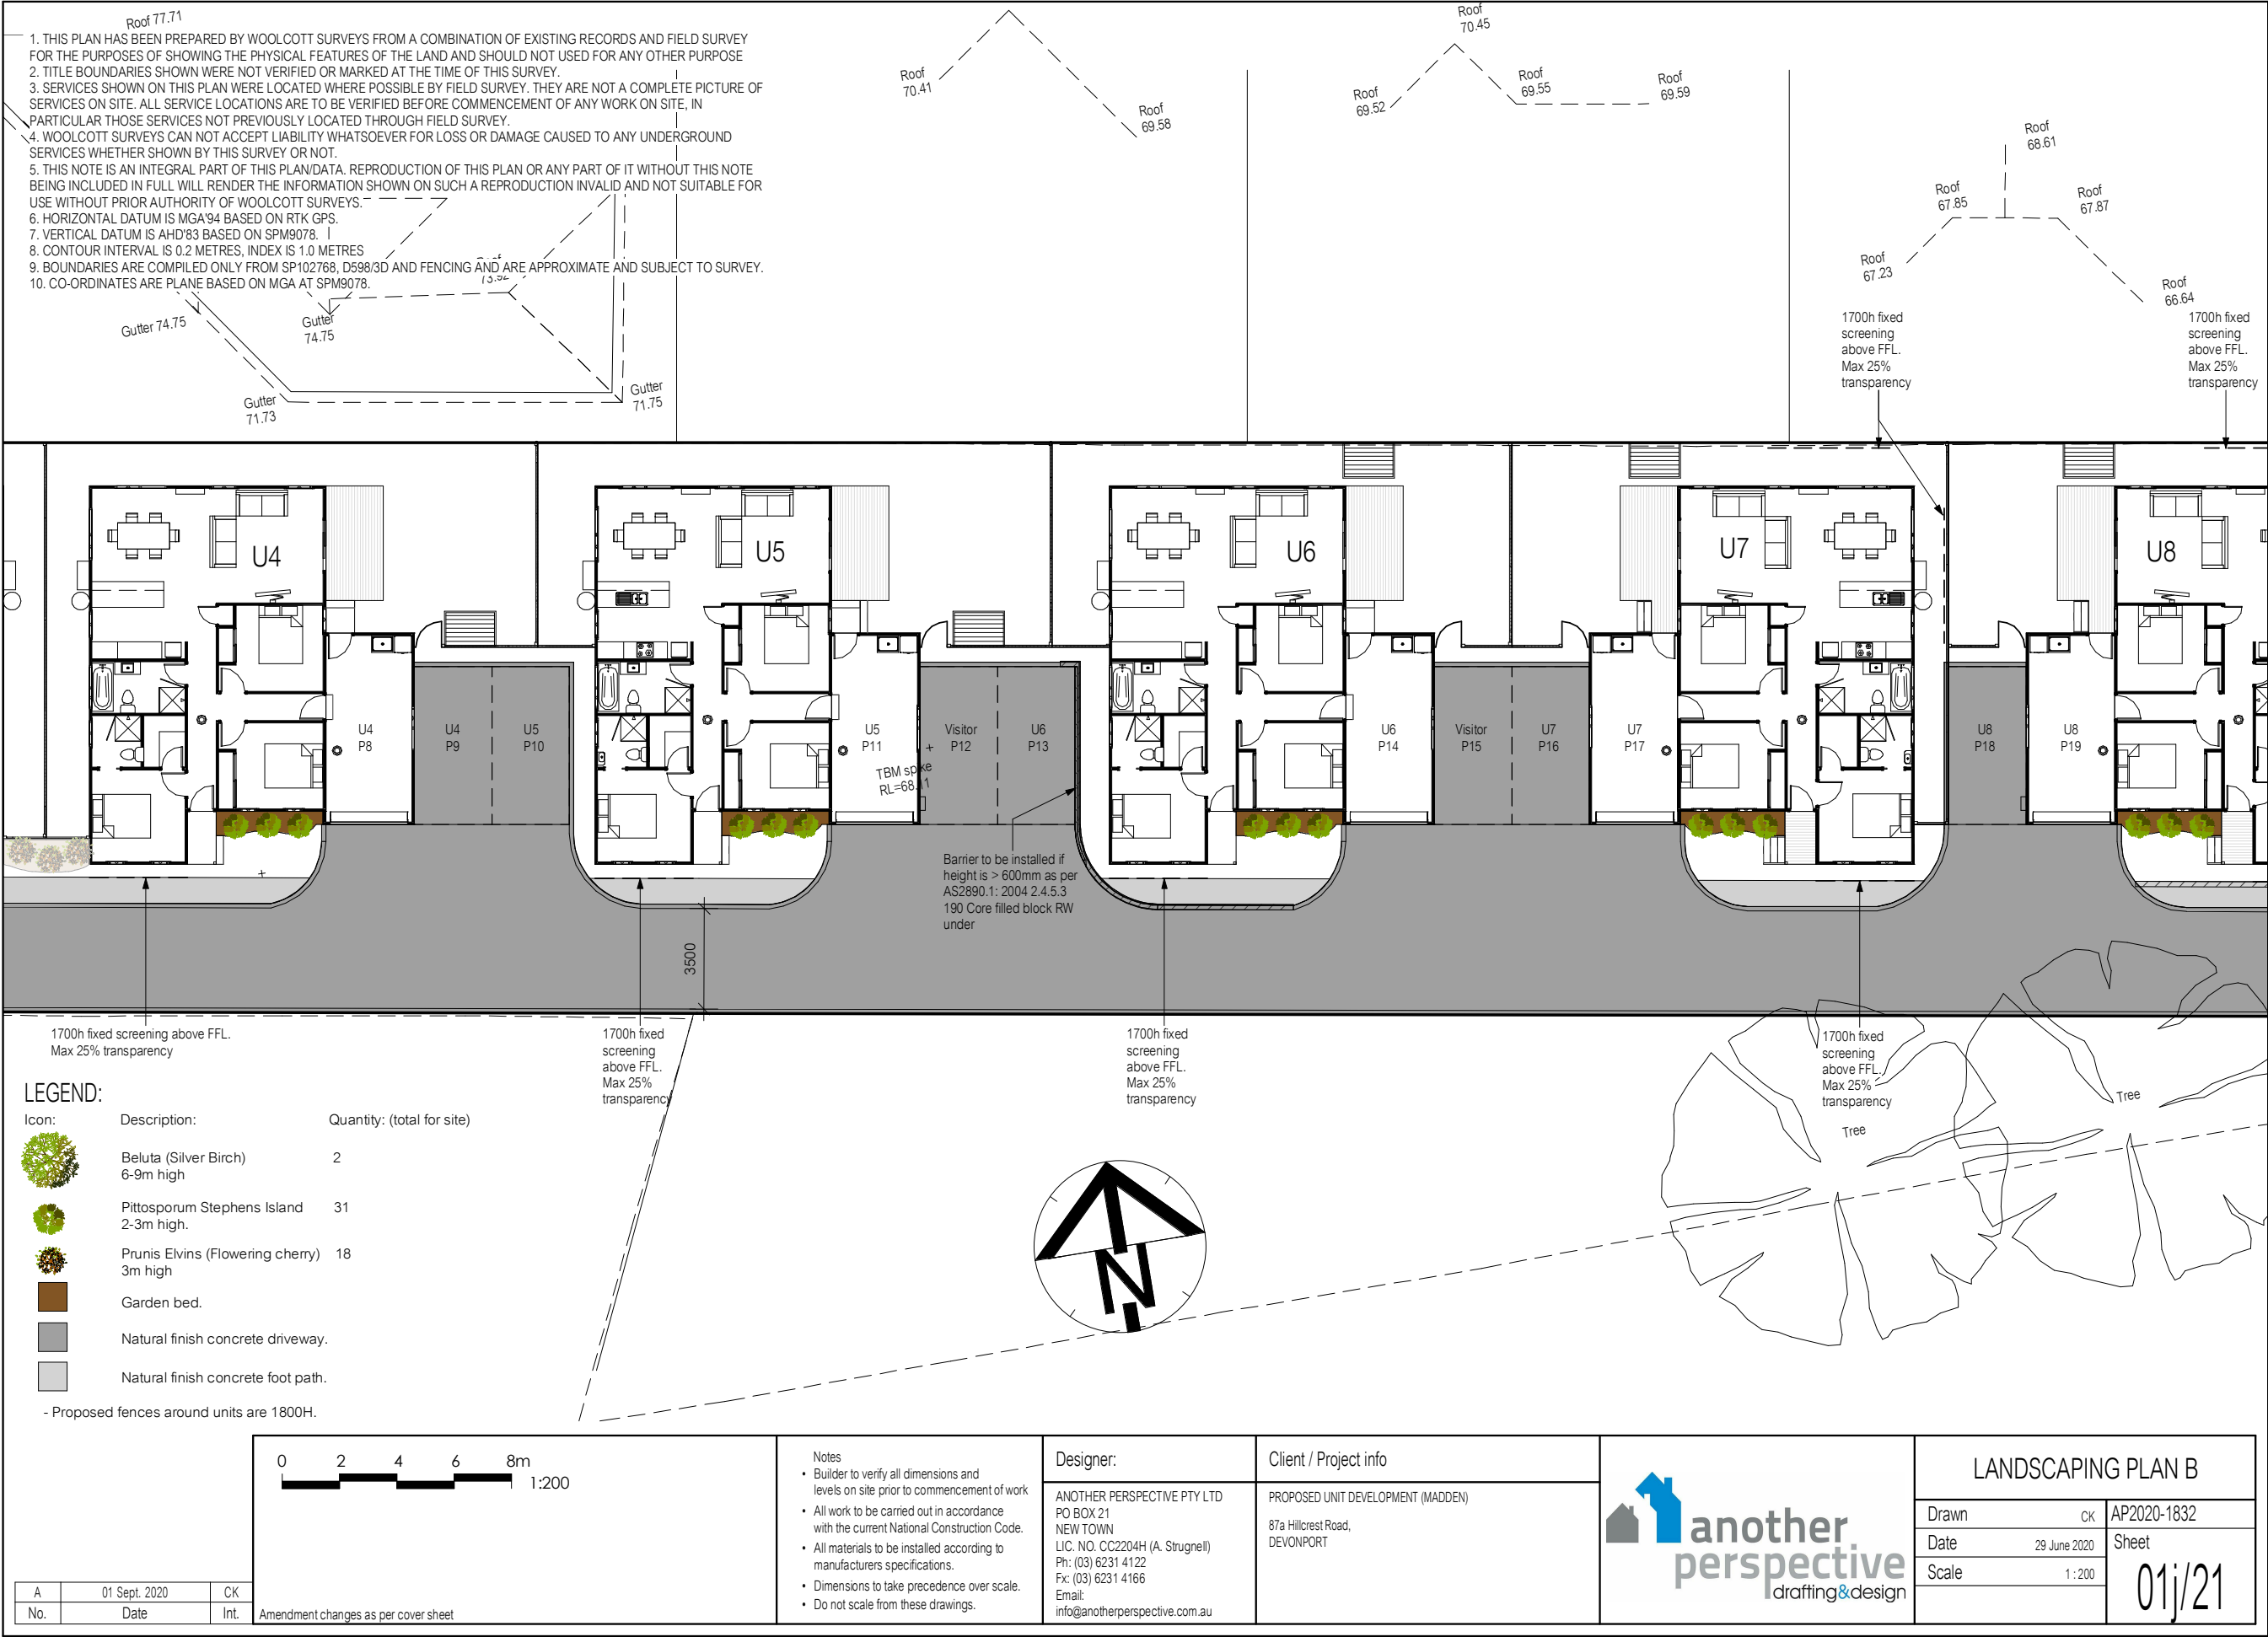 Roof 77.71
1. THIS PLAN HAS BEEN PREPARED BY WOOLCOTT SURVEYS FROM A COMBINATION OF EXISTING RECORDS AND FIELD SURVEY
FOR THE PURPOSES OF SHOWING THE PHYSICAL FEATURES OF THE LAND AND SHOULD NOT USED FOR ANY OTHER PURPOSE
2. TITLE BOUNDARIES SHOWN WERE NOT VERIFIED OR MARKED AT THE TIME OF THIS SURVEY.
3. SERVICES SHOWN ON THIS PLAN WERE LOCATED WHERE POSSIBLE BY FIELD SURVEY. THEY ARE NOT A COMPLETE PICTURE OF
SERVICES ON SITE. ALL SERVICE LOCATIONS ARE TO BE VERIFIED BEFORE COMMENCEMENT OF ANY WORK ON SITE, IN
PARTICULAR THOSE SERVICES NOT PREVIOUSLY LOCATED THROUGH FIELD SURVEY.
4. WOOLCOTT SURVEYS CAN NOT ACCEPT LIABILITY WHATSOEVER FOR LOSS OR DAMAGE CAUSED TO ANY UNDERGROUND
SERVICES WHETHER SHOWN BY THIS SURVEY OR NOT.
5. THIS NOTE IS AN INTEGRAL PART OF THIS PLAN/DATA. REPRODUCTION OF THIS PLAN OR ANY PART OF IT WITHOUT THIS NOTE
BEING INCLUDED IN FULL WILL RENDER THE INFORMATION SHOWN ON SUCH A REPRODUCTION INVALID AND NOT SUITABLE FOR
USE WITHOUT PRIOR AUTHORITY OF WOOLCOTT SURVEYS.
6. HORIZONTAL DATUM IS MGA'94 BASED ON RTK GPS.
7. VERTICAL DATUM IS AHD'83 BASED ON SPM9078.
8. CONTOUR INTERVAL IS 0.2 METRES, INDEX IS 1.0 METRES
9. BOUNDARIES ARE COMPILED ONLY FROM SP102768, D598/3D AND FENCING AND ARE APPROXIMATE AND SUBJECT TO SURVEY.
10. CO-ORDINATES ARE PLANE BASED ON MGA AT SPM9078.
73.92
Gutter 74.75
Gutter
74.75
Gutter
71.73
Gutter
71.75
Roof
70.41
Roof
69.58
Roof
70.45
Roof
69.52
Roof
69.55
Roof
69.59
Roof
68.61
Roof
67.85
Roof
67.87
Roof
67.23
Roof
66.64
1700h fixed
screening
above FFL.
Max 25%
transparency
1700h fixed
screening
above FFL.
Max 25%
transparency
U4
U5
U6
U7
U8
U4
P8
U4
P9
U5
P10
U5
P11
Visitor
P12
U6
P13
U6
P14
Visitor
P15
U7
P16
U7
P17
U8
P18
U8
P19
TBM spike
RL=68.11
Barrier to be installed if
height is > 600mm as per
AS2890.1: 2004 2.4.5.3
190 Core filled block RW
under
3500
1700h fixed screening above FFL.
Max 25% transparency
1700h fixed
screening
above FFL.
Max 25%
transparency
1700h fixed
screening
above FFL.
Max 25%
transparency
1700h fixed
screening
above FFL.
Max 25%
transparency
Tree
Tree
N
LEGEND:
Icon: Description: Quantity: (total for site)
Beluta (Silver Birch) 2
6-9m high
Pittosporum Stephens Island 31
2-3m high.
Prunis Elvins (Flowering cherry) 18
3m high
Garden bed.
Natural finish concrete driveway.
Natural finish concrete foot path.
- Proposed fences around units are 1800H.
0 2 4 6 8m
1:200
A 01 Sept. 2020 CK
No. Date Int.
Amendment changes as per cover sheet
Notes
• Builder to verify all dimensions and
levels on site prior to commencement of work
• All work to be carried out in accordance
with the current National Construction Code.
• All materials to be installed according to
manufacturers specifications.
• Dimensions to take precedence over scale.
• Do not scale from these drawings.
Designer:
ANOTHER PERSPECTIVE PTY LTD
PO BOX 21
NEW TOWN
LIC. NO. CC2204H (A. Strugnell)
Ph: (03) 6231 4122
Fx: (03) 6231 4166
Email:
info@anotherperspective.com.au
Client / Project info
PROPOSED UNIT DEVELOPMENT (MADDEN)
87a Hillcrest Road,
DEVONPORT
another
perspective
drafting&design
LANDSCAPING PLAN B
Drawn CK
AP2020-1832
Date 29 June 2020
Sheet
Scale 1 : 200
01j/21